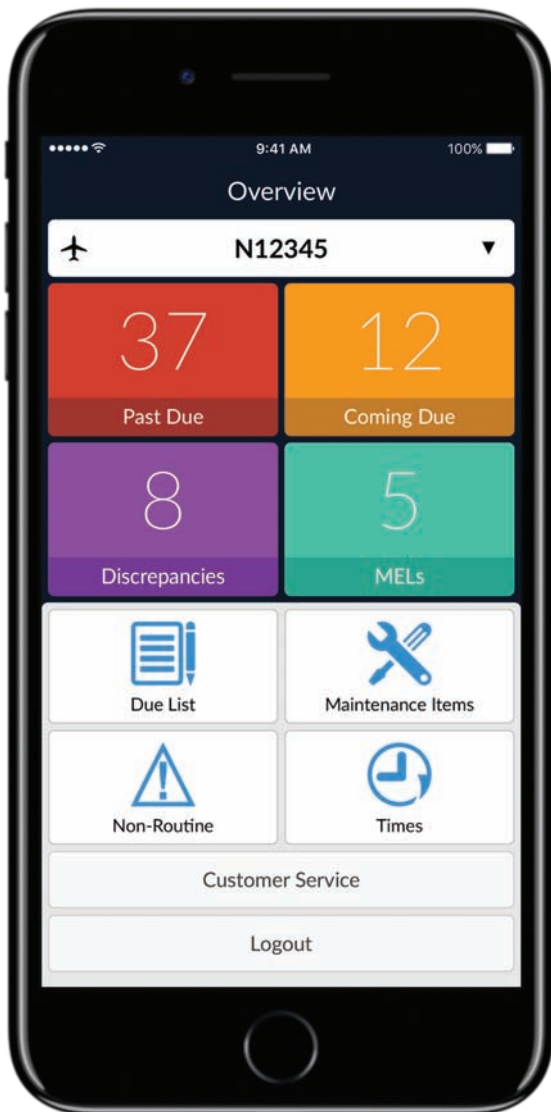 9:41 AM 100%
Overview
N12345
37 12
Past Due Coming Due
8 5
Discrepancies MELs
Due List Maintenance Items
Non-Routine Times
Customer Service
Logout